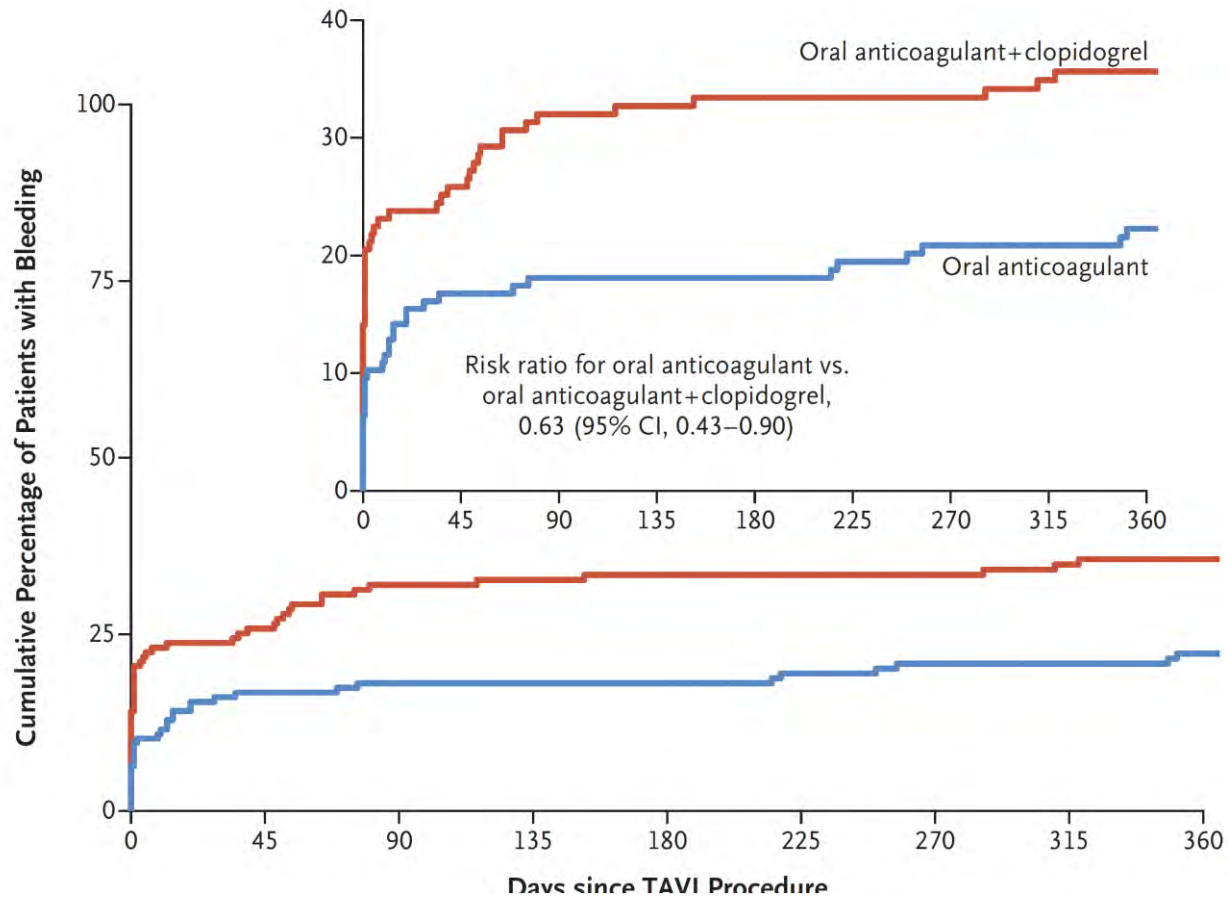 40
Oral anticoagulant+clopidogrel
100
30
75
20
Oral anticoagulant
Risk ratio for oral anticoagulant vs.
oral anticoagulant+clopidogrel,
0.63 (95% CI, 0.43–0.90)
10
50
0
0 45 90 135 180 225 270 315 360
25
0
0 45 90 135 180 225 270 315 360
Cumulative Percentage of Patients with Bleeding
Days since TAVI Procedure